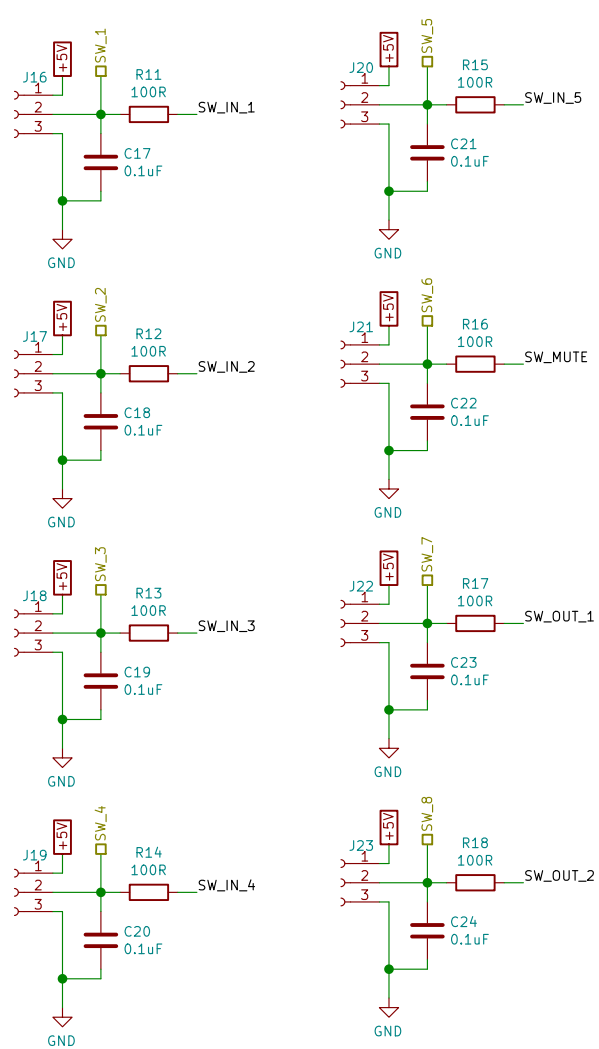 +5V
SW_1
J16
1
2
3
R11
100R
SW_IN_1
C17
0.1uF
GND
+5V
SW_5
J20
1
2
3
R15
100R
SW_IN_5
C21
0.1uF
GND
+5V
SW_2
J17
1
2
3
R12
100R
SW_IN_2
C18
0.1uF
GND
+5V
SW_6
J21
1
2
3
R16
100R
SW_MUTE
C22
0.1uF
GND
+5V
SW_3
J18
1
2
3
R13
100R
SW_IN_3
C19
0.1uF
GND
+5V
SW_7
J22
1
2
3
R17
100R
SW_OUT_1
C23
0.1uF
GND
+5V
SW_4
J19
1
2
3
R14
100R
SW_IN_4
C20
0.1uF
GND
+5V
SW_8
J23
1
2
3
R18
100R
SW_OUT_2
C24
0.1uF
GND